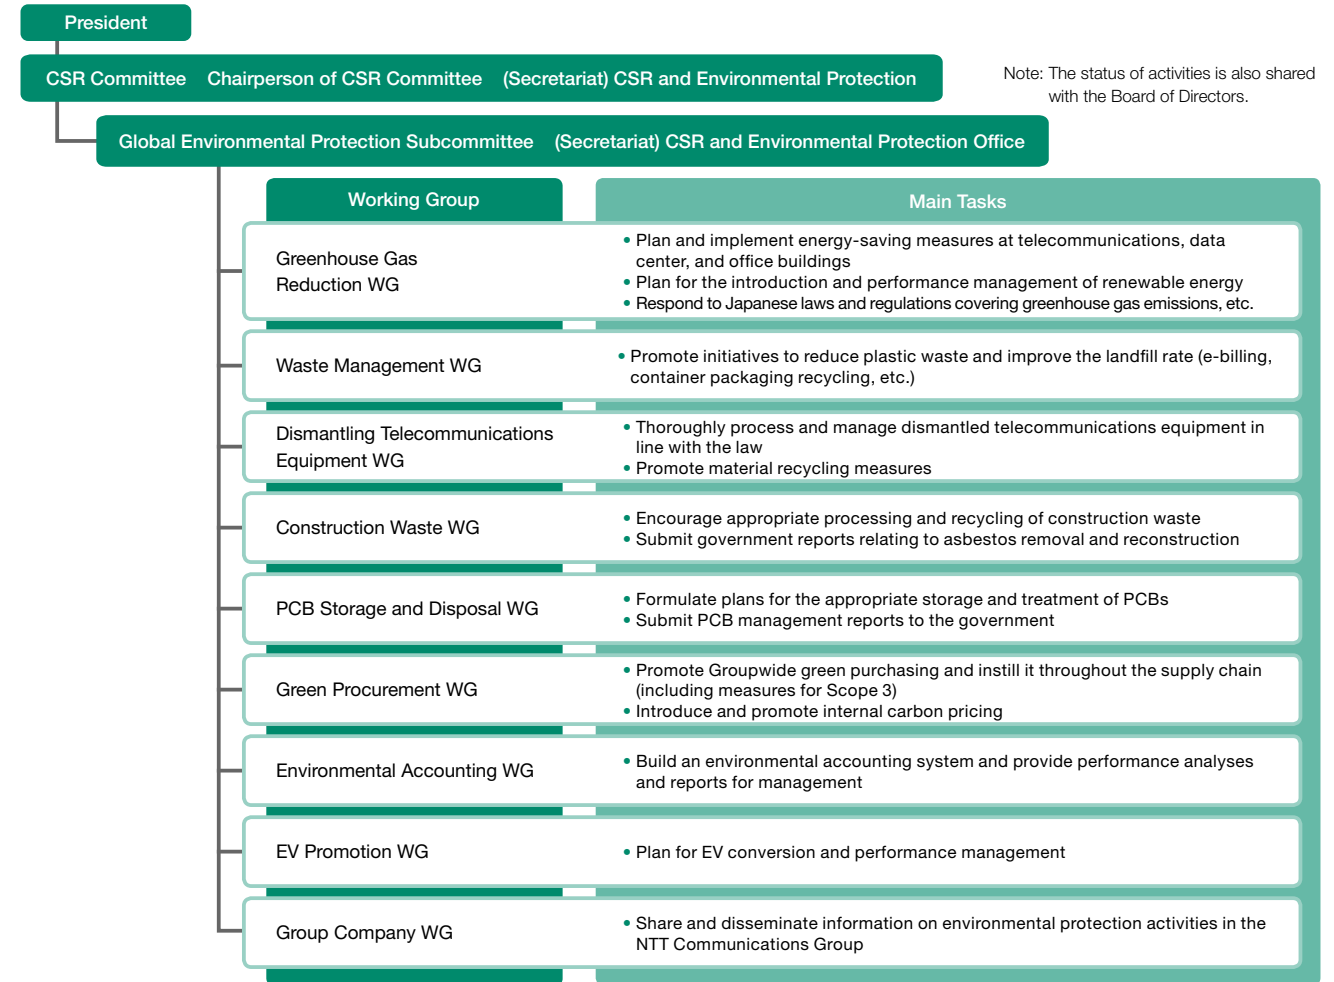 President
CSR Committee Chairperson of CSR Committee (Secretariat) CSR and Environmental Protection
Note: The status of activities is also shared
with the Board of Directors.
Global Environmental Protection Subcommittee (Secretariat) CSR and Environmental Protection Office
Working Group
Main Tasks
Greenhouse Gas
Reduction WG
• Plan and implement energy-saving measures at telecommunications, data
center, and office buildings
• Plan for the introduction and performance management of renewable energy
• Respond to Japanese laws and regulations covering greenhouse gas emissions, etc.
Waste Management WG
• Promote initiatives to reduce plastic waste and improve the landfill rate (e-billing,
container packaging recycling, etc.)
Dismantling Telecommunications
Equipment WG
• Thoroughly process and manage dismantled telecommunications equipment in
line with the law
• Promote material recycling measures
Construction Waste WG
• Encourage appropriate processing and recycling of construction waste
• Submit government reports relating to asbestos removal and reconstruction
PCB Storage and Disposal WG
• Formulate plans for the appropriate storage and treatment of PCBs
• Submit PCB management reports to the government
Green Procurement WG
• Promote Groupwide green purchasing and instill it throughout the supply chain
(including measures for Scope 3)
• Introduce and promote internal carbon pricing
Environmental Accounting WG
• Build an environmental accounting system and provide performance analyses
and reports for management
EV Promotion WG
• Plan for EV conversion and performance management
Group Company WG
• Share and disseminate information on environmental protection activities in the
NTT Communications Group